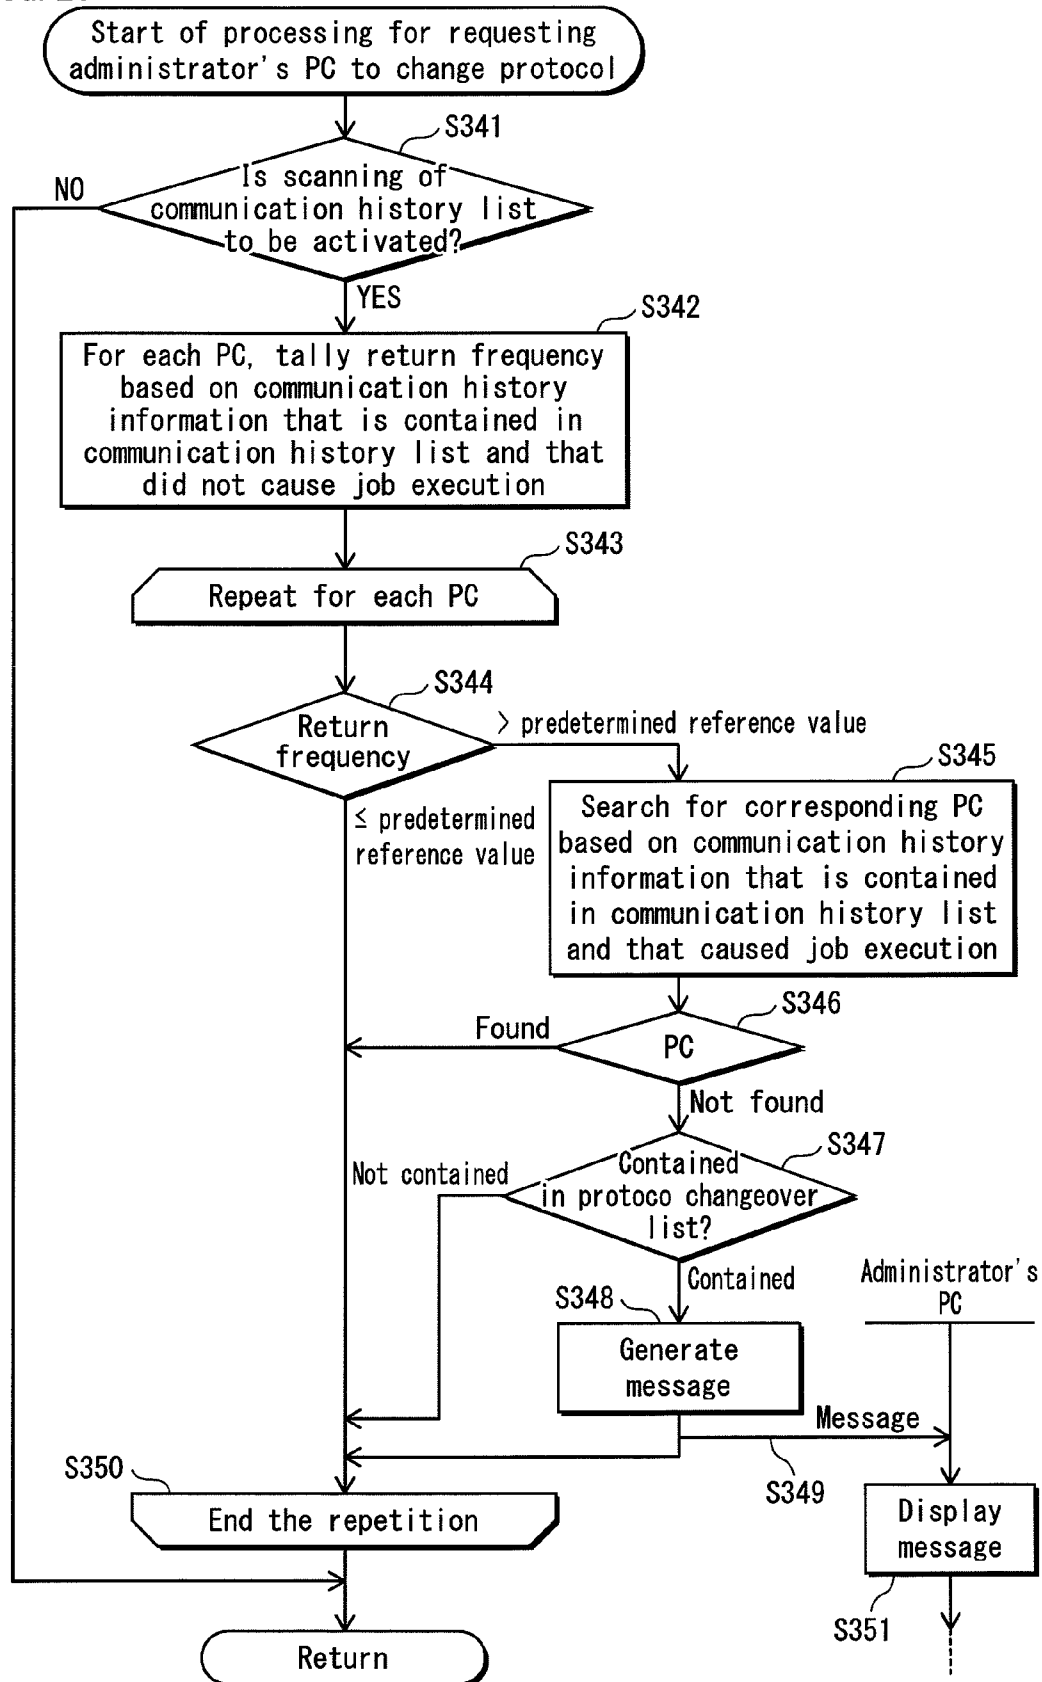 Start of processing for requesting
administrator's PC to change protocol
S341
Is scanning of
communication history list
to be activated?
NO
YES
S342
For each PC, tally return frequency
based on communication history
information that is contained in
communication history list and that
did not cause job execution
S343
Repeat for each PC
S344
Return
frequency
> predetermined reference value
≤ predetermined
reference value
S345
Search for corresponding PC
based on communication history
information that is contained
in communication history list
and that caused job execution
S346
PC
Found
Not found
S347
Contained
in protoco changeover
list?
Not contained
Contained
Administrator's
PC
S348
Generate
message
Message
S349
S350
End the repetition
Display
message
S351
Return